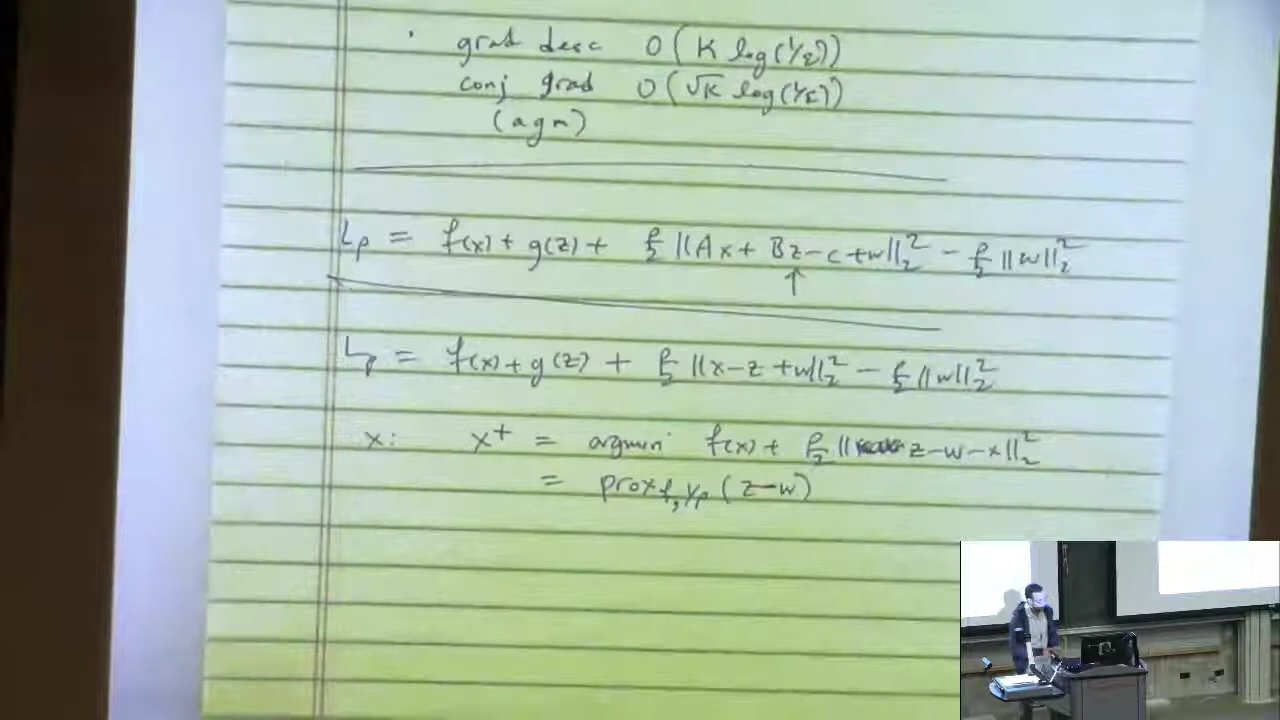 · grad desc O(K log(1/ε))
conj grad O(√K log(1/ε))
(agm)
Lρ = f(x) + g(z) + ρ/2 ||Ax + Bz - c + w||₂² - ρ/2 ||w||₂²
↑
Lρ = f(x) + g(z) + ρ/2 ||x - z + w||₂² - ρ/2 ||w||₂²
x: x⁺ = argmin f(x) + ρ/2 || z - w - x||₂²
= prox f, 1/ρ (z - w)